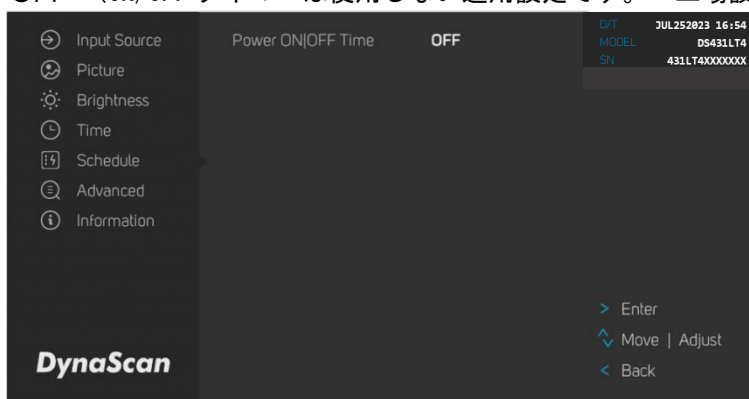 Input Source
Power ON|OFF Time OFF
D/T JUL252023 16:54
MODEL DS431LT4
SN 431LT4XXXXXXX
Picture
Brightness
Time
Schedule
Advanced
Information
> Enter
Move | Adjust
< Back
DynaScan